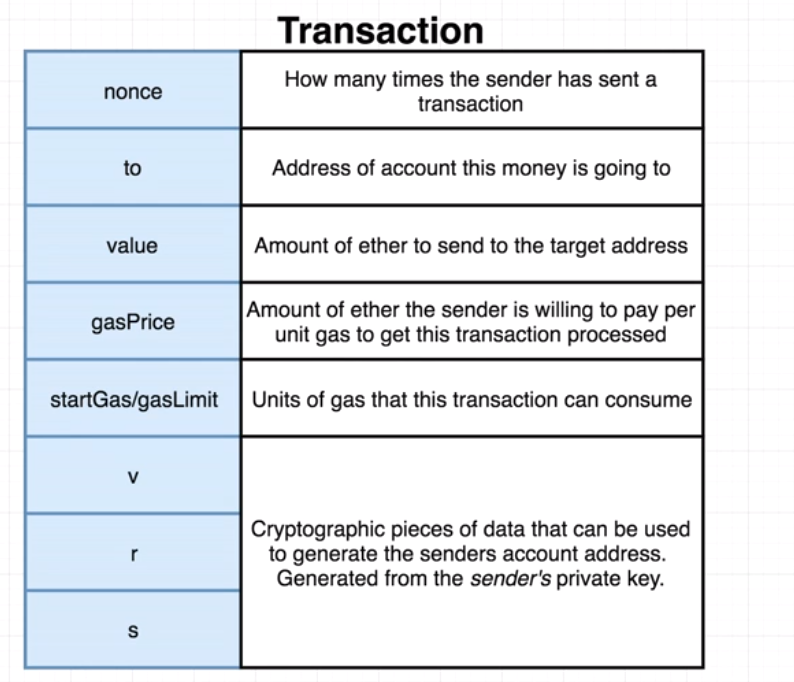 Transaction
nonce
How many times the sender has sent a
transaction
to
Address of account this money is going to
value
Amount of ether to send to the target address
gasPrice
Amount of ether the sender is willing to pay per
unit gas to get this transaction processed
startGas/gasLimit
Units of gas that this transaction can consume
v
r
s
Cryptographic pieces of data that can be used
to generate the senders account address.
Generated from the sender's private key.